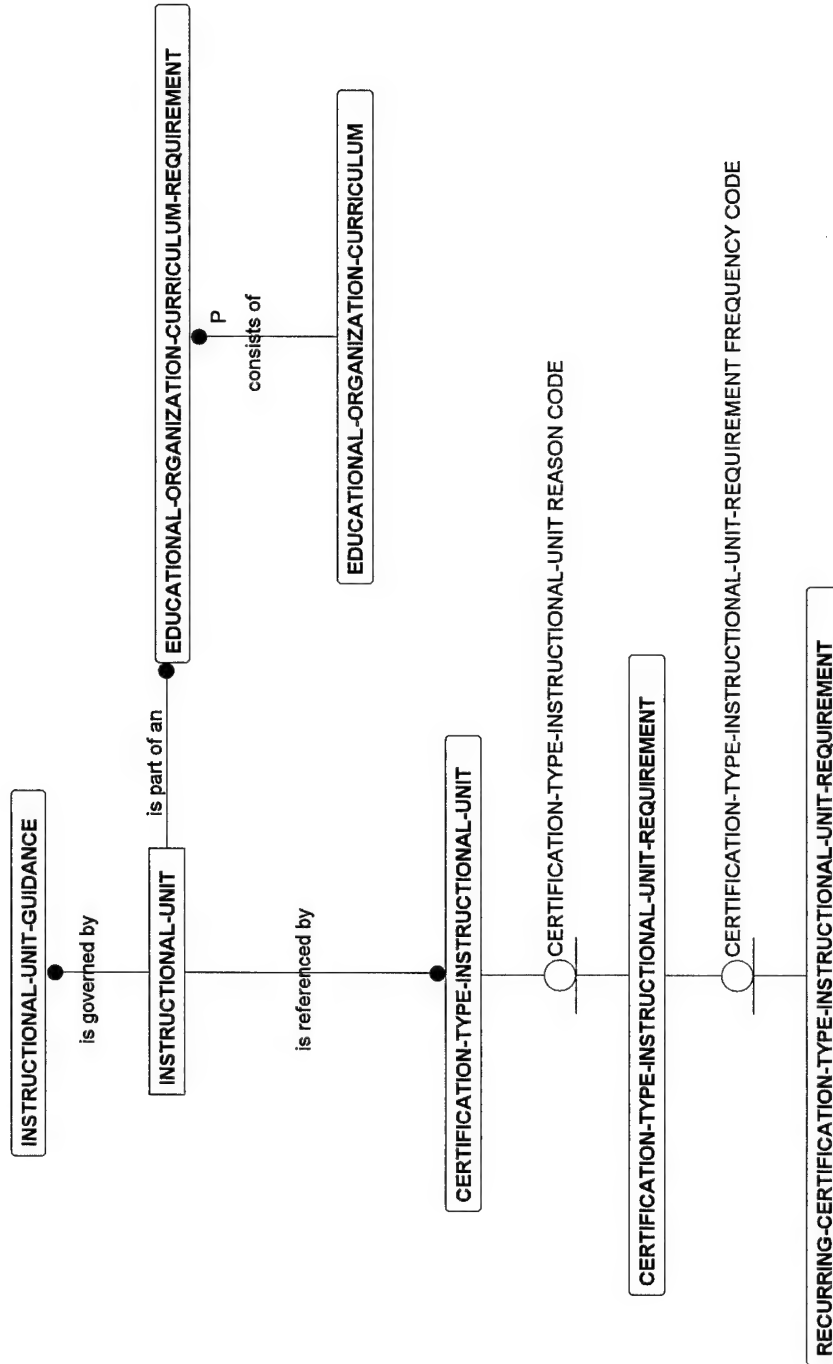 INSTRUCTIONAL-UNIT-GUIDANCE
is governed by
INSTRUCTIONAL-UNIT
is part of an
EDUCATIONAL-ORGANIZATION-CURRICULUM-REQUIREMENT
P
consists of
EDUCATIONAL-ORGANIZATION-CURRICULUM
is referenced by
CERTIFICATION-TYPE-INSTRUCTIONAL-UNIT
CERTIFICATION-TYPE-INSTRUCTIONAL-UNIT REASON CODE
CERTIFICATION-TYPE-INSTRUCTIONAL-UNIT-REQUIREMENT
CERTIFICATION-TYPE-INSTRUCTIONAL-UNIT-REQUIREMENT FREQUENCY CODE
RECURRING-CERTIFICATION-TYPE-INSTRUCTIONAL-UNIT-REQUIREMENT